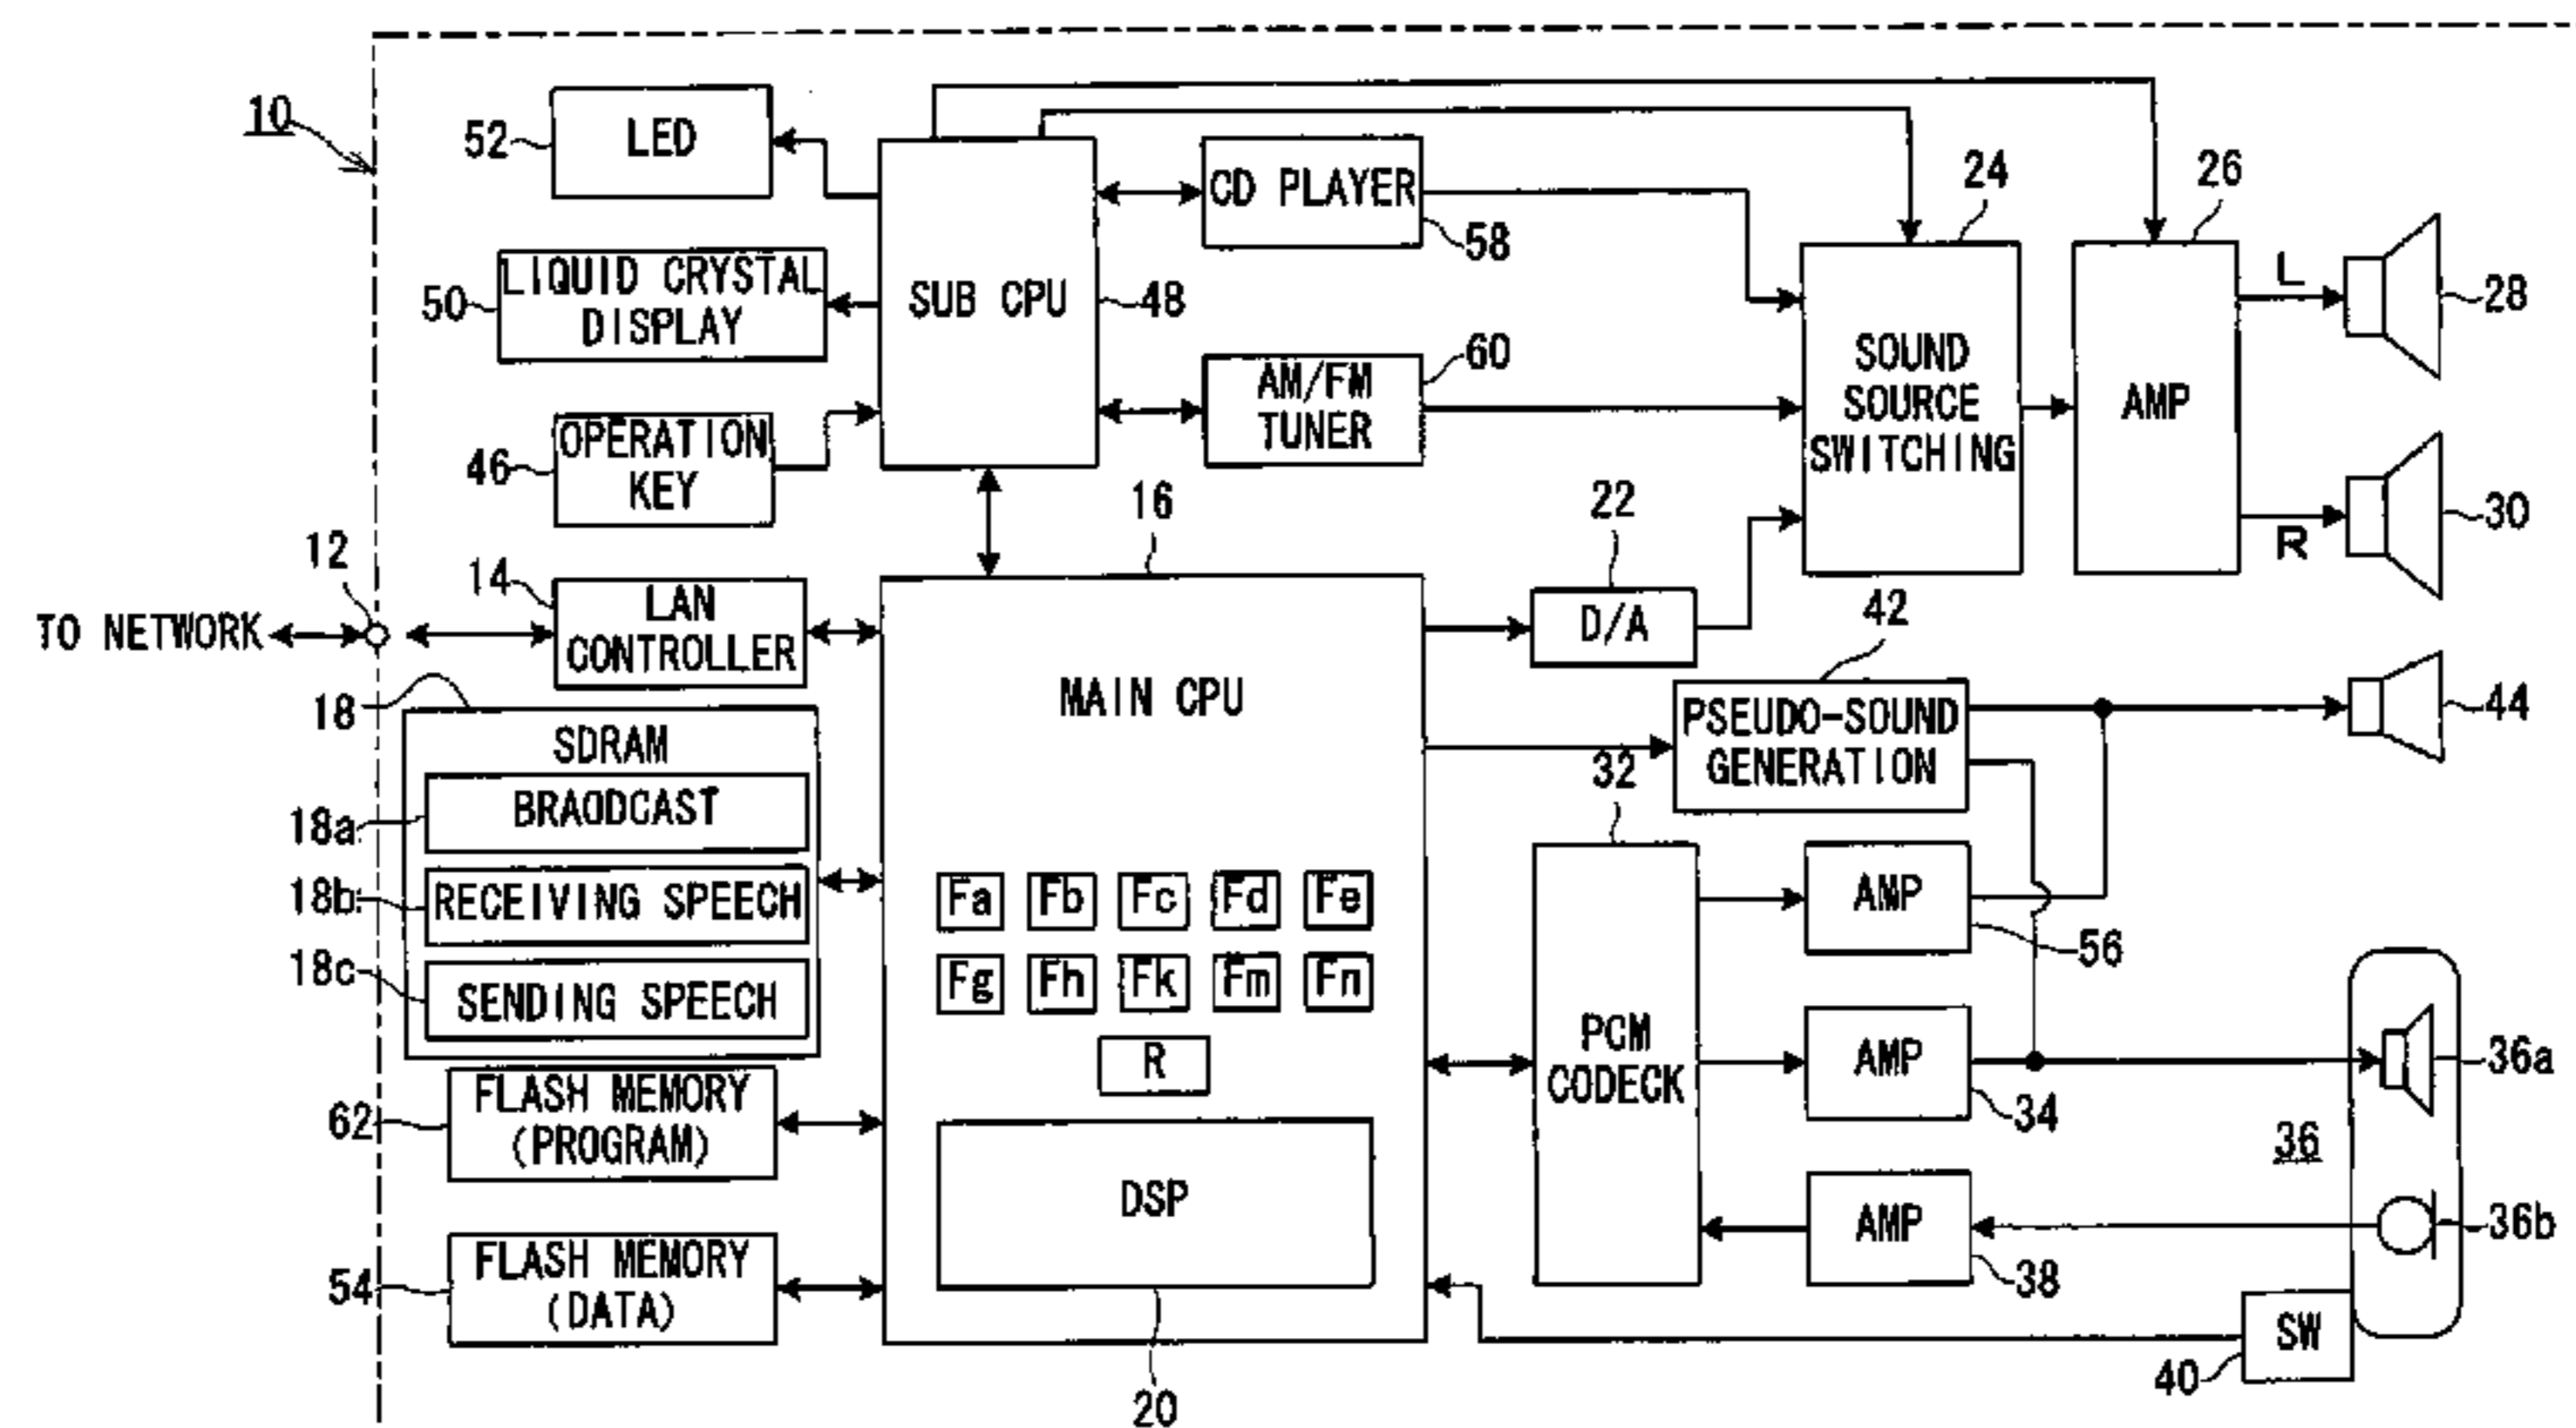 10
52
LED
50
LIQUID CRYSTAL
DISPLAY
46
OPERATION
KEY
SUB CPU
48
CD PLAYER
58
60
AM/FM
TUNER
24
SOUND
SOURCE
SWITCHING
26
AMP
L
28
R
30
12
TO NETWORK
14
LAN
CONTROLLER
16
MAIN CPU
22
D/A
42
PSEUDO-SOUND
GENERATION
44
18
SDRAM
18a
BRAODCAST
18b
RECEIVING SPEECH
18c
SENDING SPEECH
62
FLASH MEMORY
(PROGRAM)
54
FLASH MEMORY
(DATA)
Fa Fb Fc Fd Fe
Fg Fh Fk Fm Fn
R
DSP
20
32
PCM
CODECK
AMP
56
AMP
34
AMP
38
36
36a
36b
SW
40